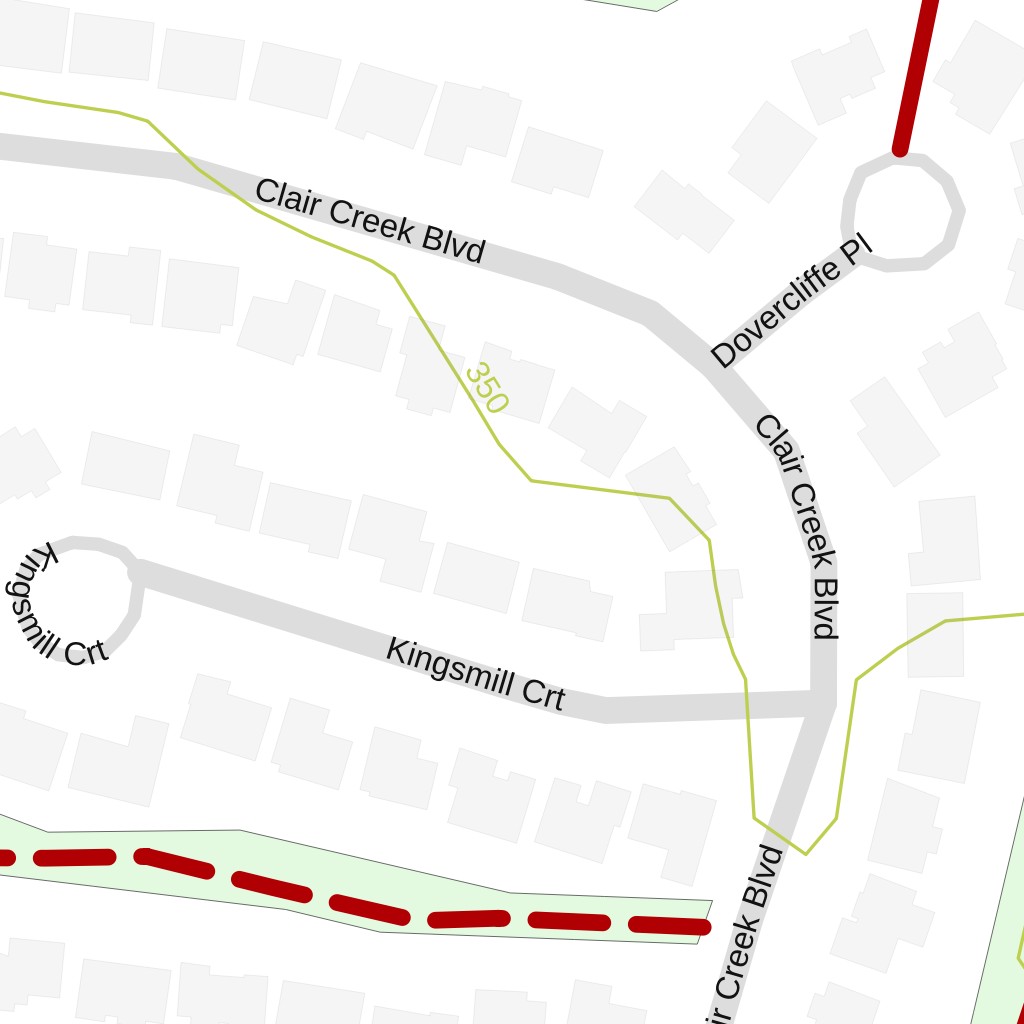 Clair Creek Blvd
Dovercliffe Pl
350
Clair Creek Blvd
Kingsmill Crt
Kingsmill Crt
ir Creek Blvd